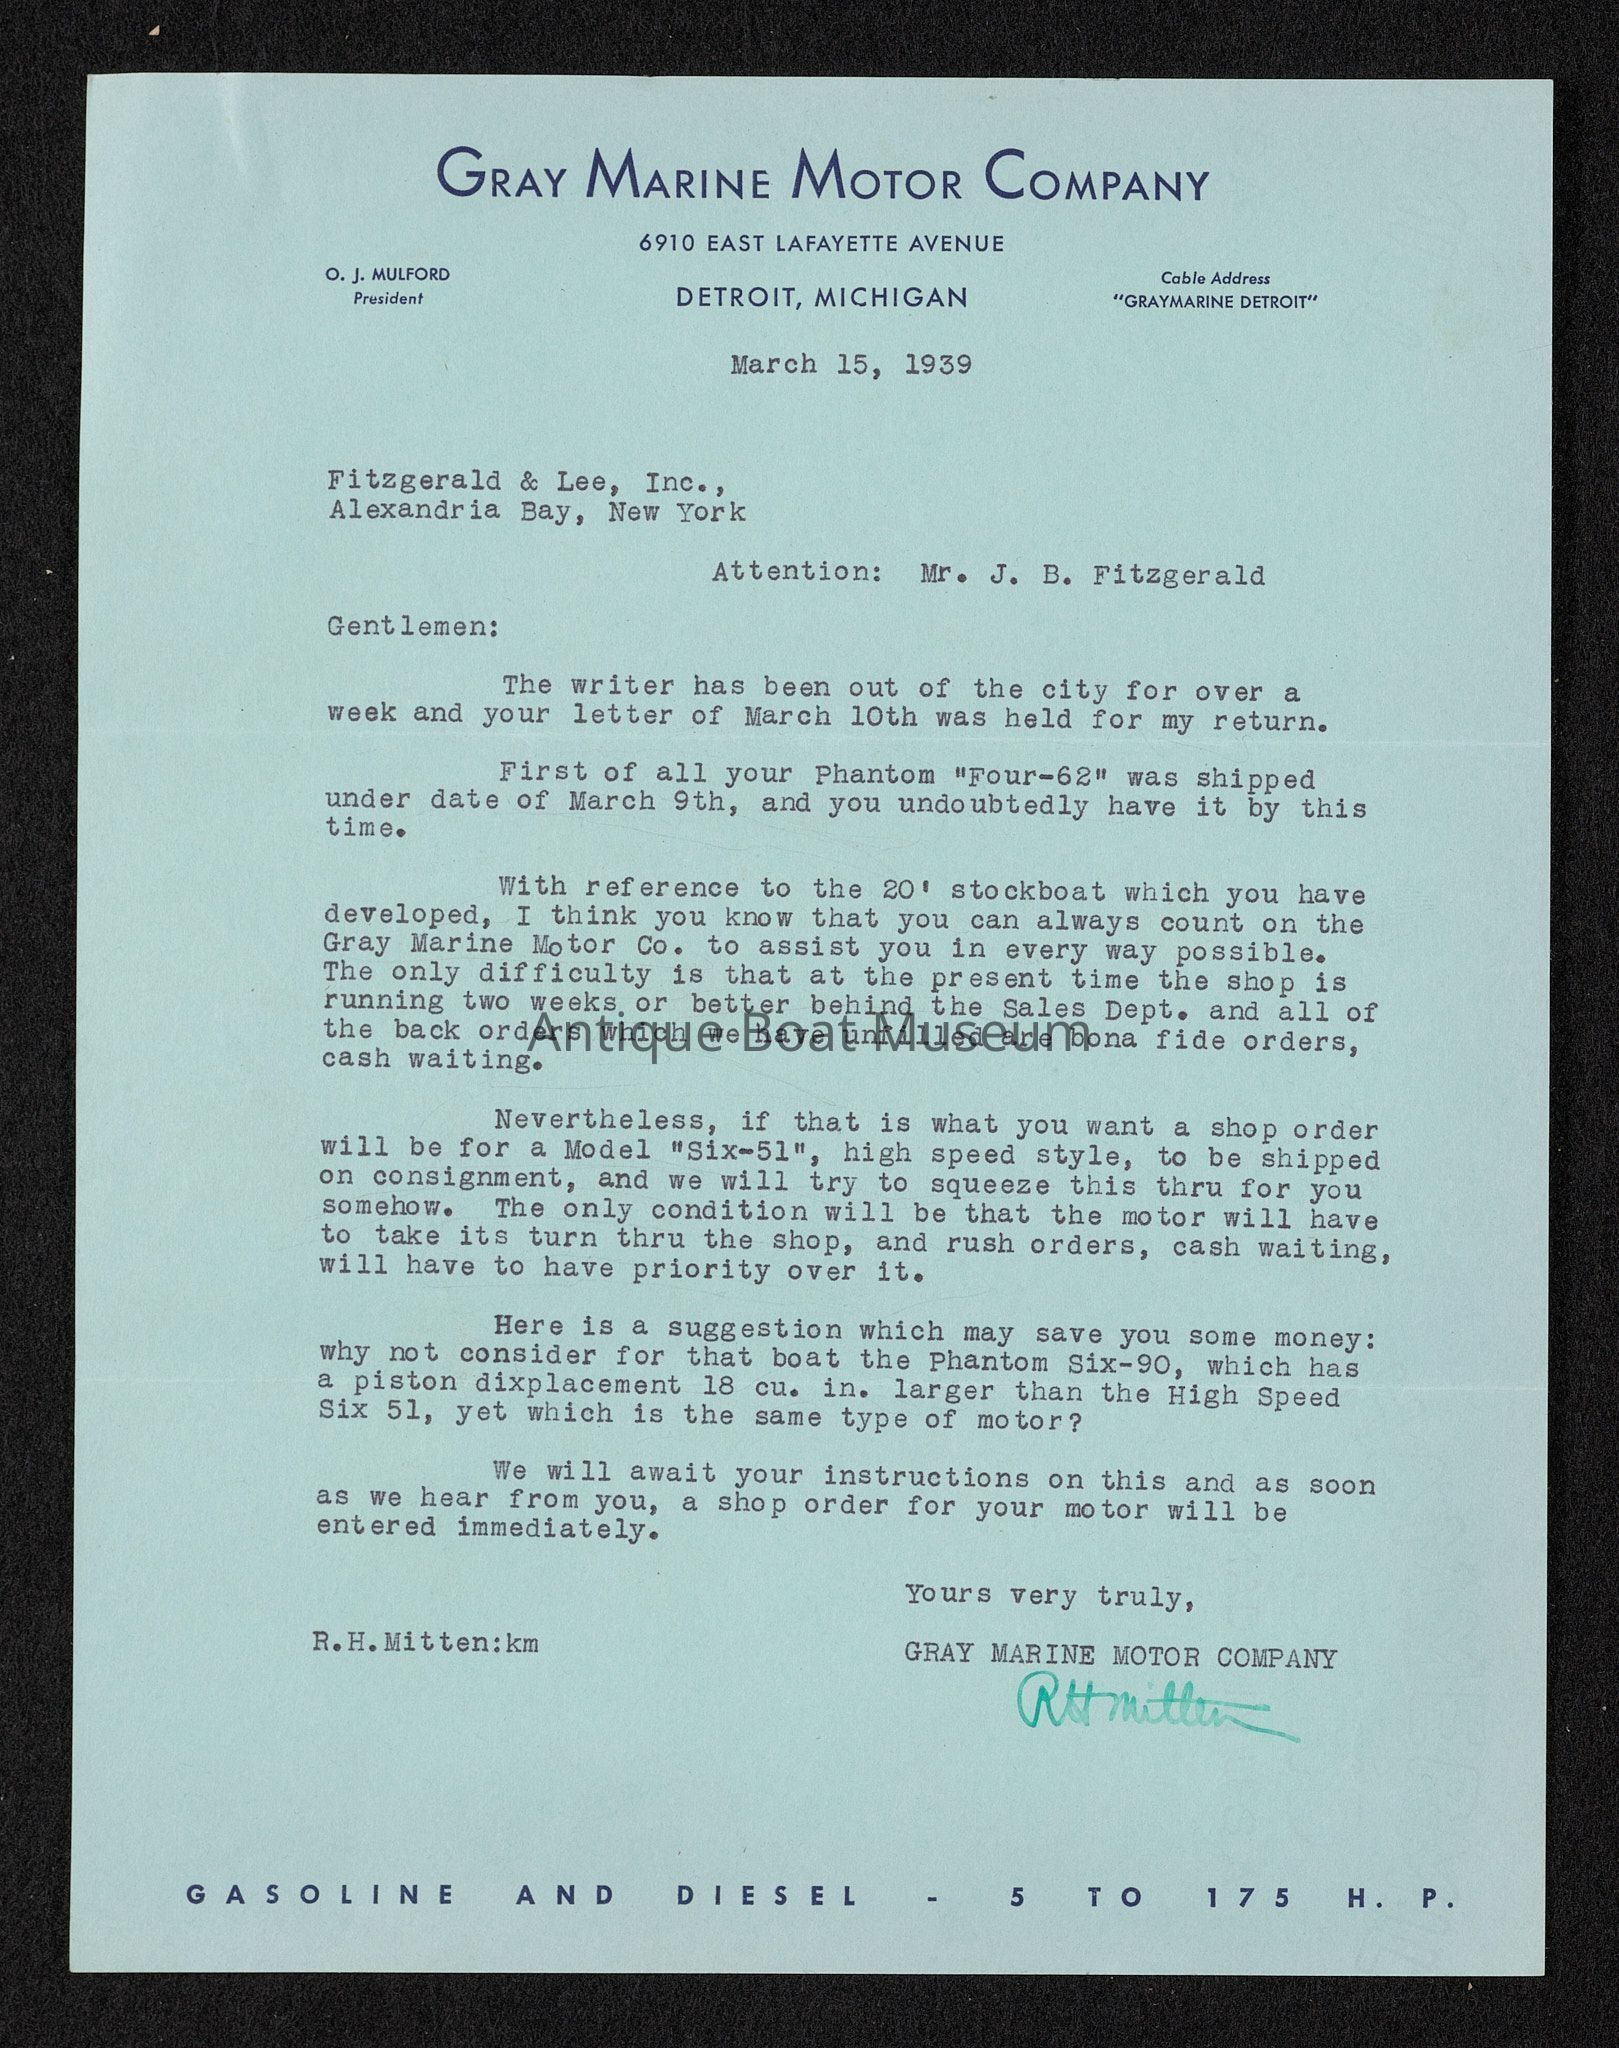 GRAY MARINE MOTOR COMPANY
6910 EAST LAFAYETTE AVENUE
O. J. MULFORD
President
DETROIT, MICHIGAN
Cable Address
"GRAYMARINE DETROIT"
March 15, 1939
Fitzgerald & Lee, Inc.,
Alexandria Bay, New York
Attention: Mr. J. B. Fitzgerald
Gentlemen:
The writer has been out of the city for over a
week and your letter of March 10th was held for my return.
First of all your Phantom "Four-62" was shipped
under date of March 9th, and you undoubtedly have it by this
time.
With reference to the 20' stockboat which you have
developed, I think you know that you can always count on the
Gray Marine Motor Co. to assist you in every way possible.
The only difficulty is that at the present time the shop is
running two weeks or better behind the Sales Dept. and all of
the back orders which we have unfilled are bona fide orders,
cash waiting.
Antique Boat Museum
Nevertheless, if that is what you want a shop order
will be for a Model "Six-51", high speed style, to be shipped
on consignment, and we will try to squeeze this thru for you
somehow. The only condition will be that the motor will have
to take its turn thru the shop, and rush orders, cash waiting,
will have to have priority over it.
Here is a suggestion which may save you some money:
why not consider for that boat the Phantom Six-90, which has
a piston dixplacement 18 cu. in. larger than the High Speed
Six 51, yet which is the same type of motor?
We will await your instructions on this and as soon
as we hear from you, a shop order for your motor will be
entered immediately.
Yours very truly,
R.H.Mitten:km
GRAY MARINE MOTOR COMPANY
RH Mitten
GASOLINE AND DIESEL - 5 TO 175 H. P.